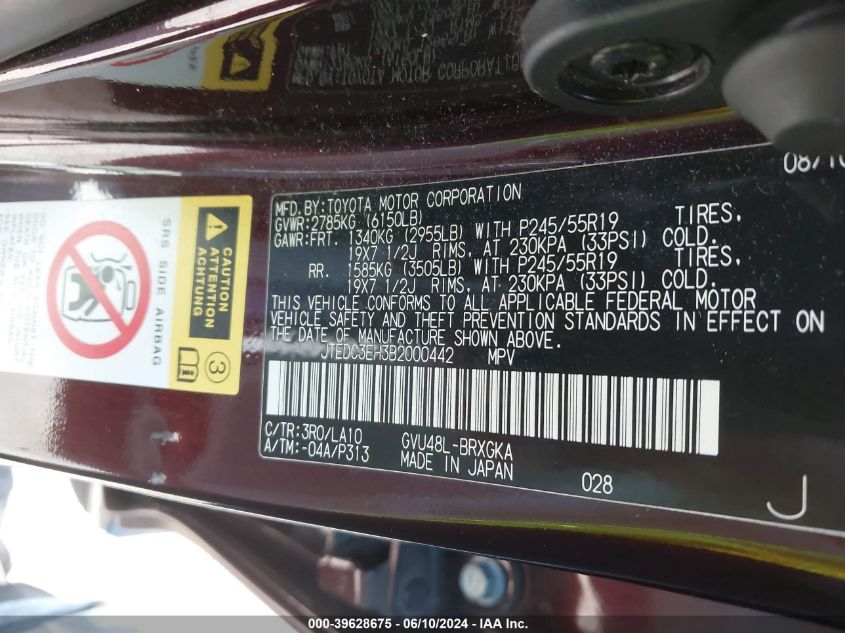 08/10
MFD.BY:TOYOTA MOTOR CORPORATION
GVWR:2785KG (6150LB)
GAWR:FRT. 1340KG (2955LB) WITH P245/55R19 TIRES,
19X7 1/2J RIMS, AT 230KPA (33PSI) COLD.
RR. 1585KG (3505LB) WITH P245/55R19 TIRES,
19X7 1/2J RIMS, AT 230KPA (33PSI) COLD.
THIS VEHICLE CONFORMS TO ALL APPLICABLE FEDERAL MOTOR
VEHICLE SAFETY AND THEFT PREVENTION STANDARDS IN EFFECT ON
THE DATE OF MANUFACTURE SHOWN ABOVE.
JTEDC3EH3B2000442 MPV
C/TR:3R0/LA10 GVU48L-BRXGKA
A/TM:-04A/P313 MADE IN JAPAN
028
J
ATTENTION
CAUTION
ACHTUNG
3
SRS SIDE AIRBAG
000-39628675 / 06/10/2024 - IAA Inc.